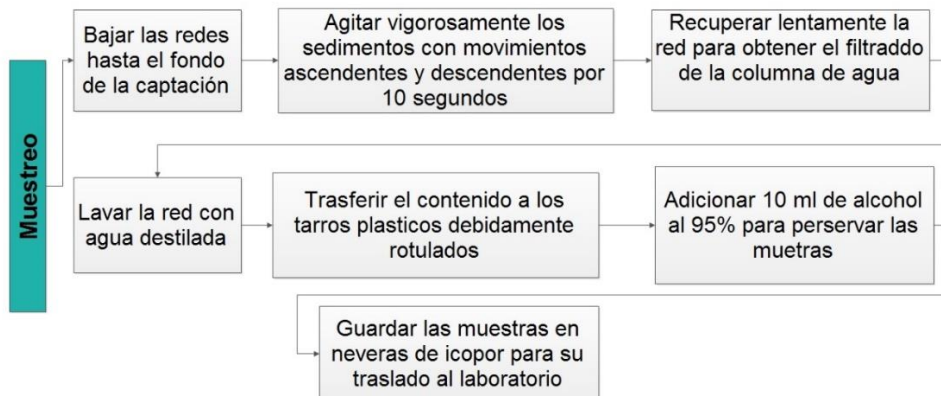 Muestreo
Bajar las redes
hasta el fondo
de la captación
Agitar vigorosamente los
sedimentos con movimientos
ascendentes y descendentes por
10 segundos
Recuperar lentamente la
red para obtener el filtraddo
de la columna de agua
Lavar la red con
agua destilada
Trasferir el contenido a los
tarros plasticos debidamente
rotulados
Adicionar 10 ml de alcohol
al 95% para perservar las
muetras
Guardar las muestras en
neveras de icopor para su
traslado al laboratorio